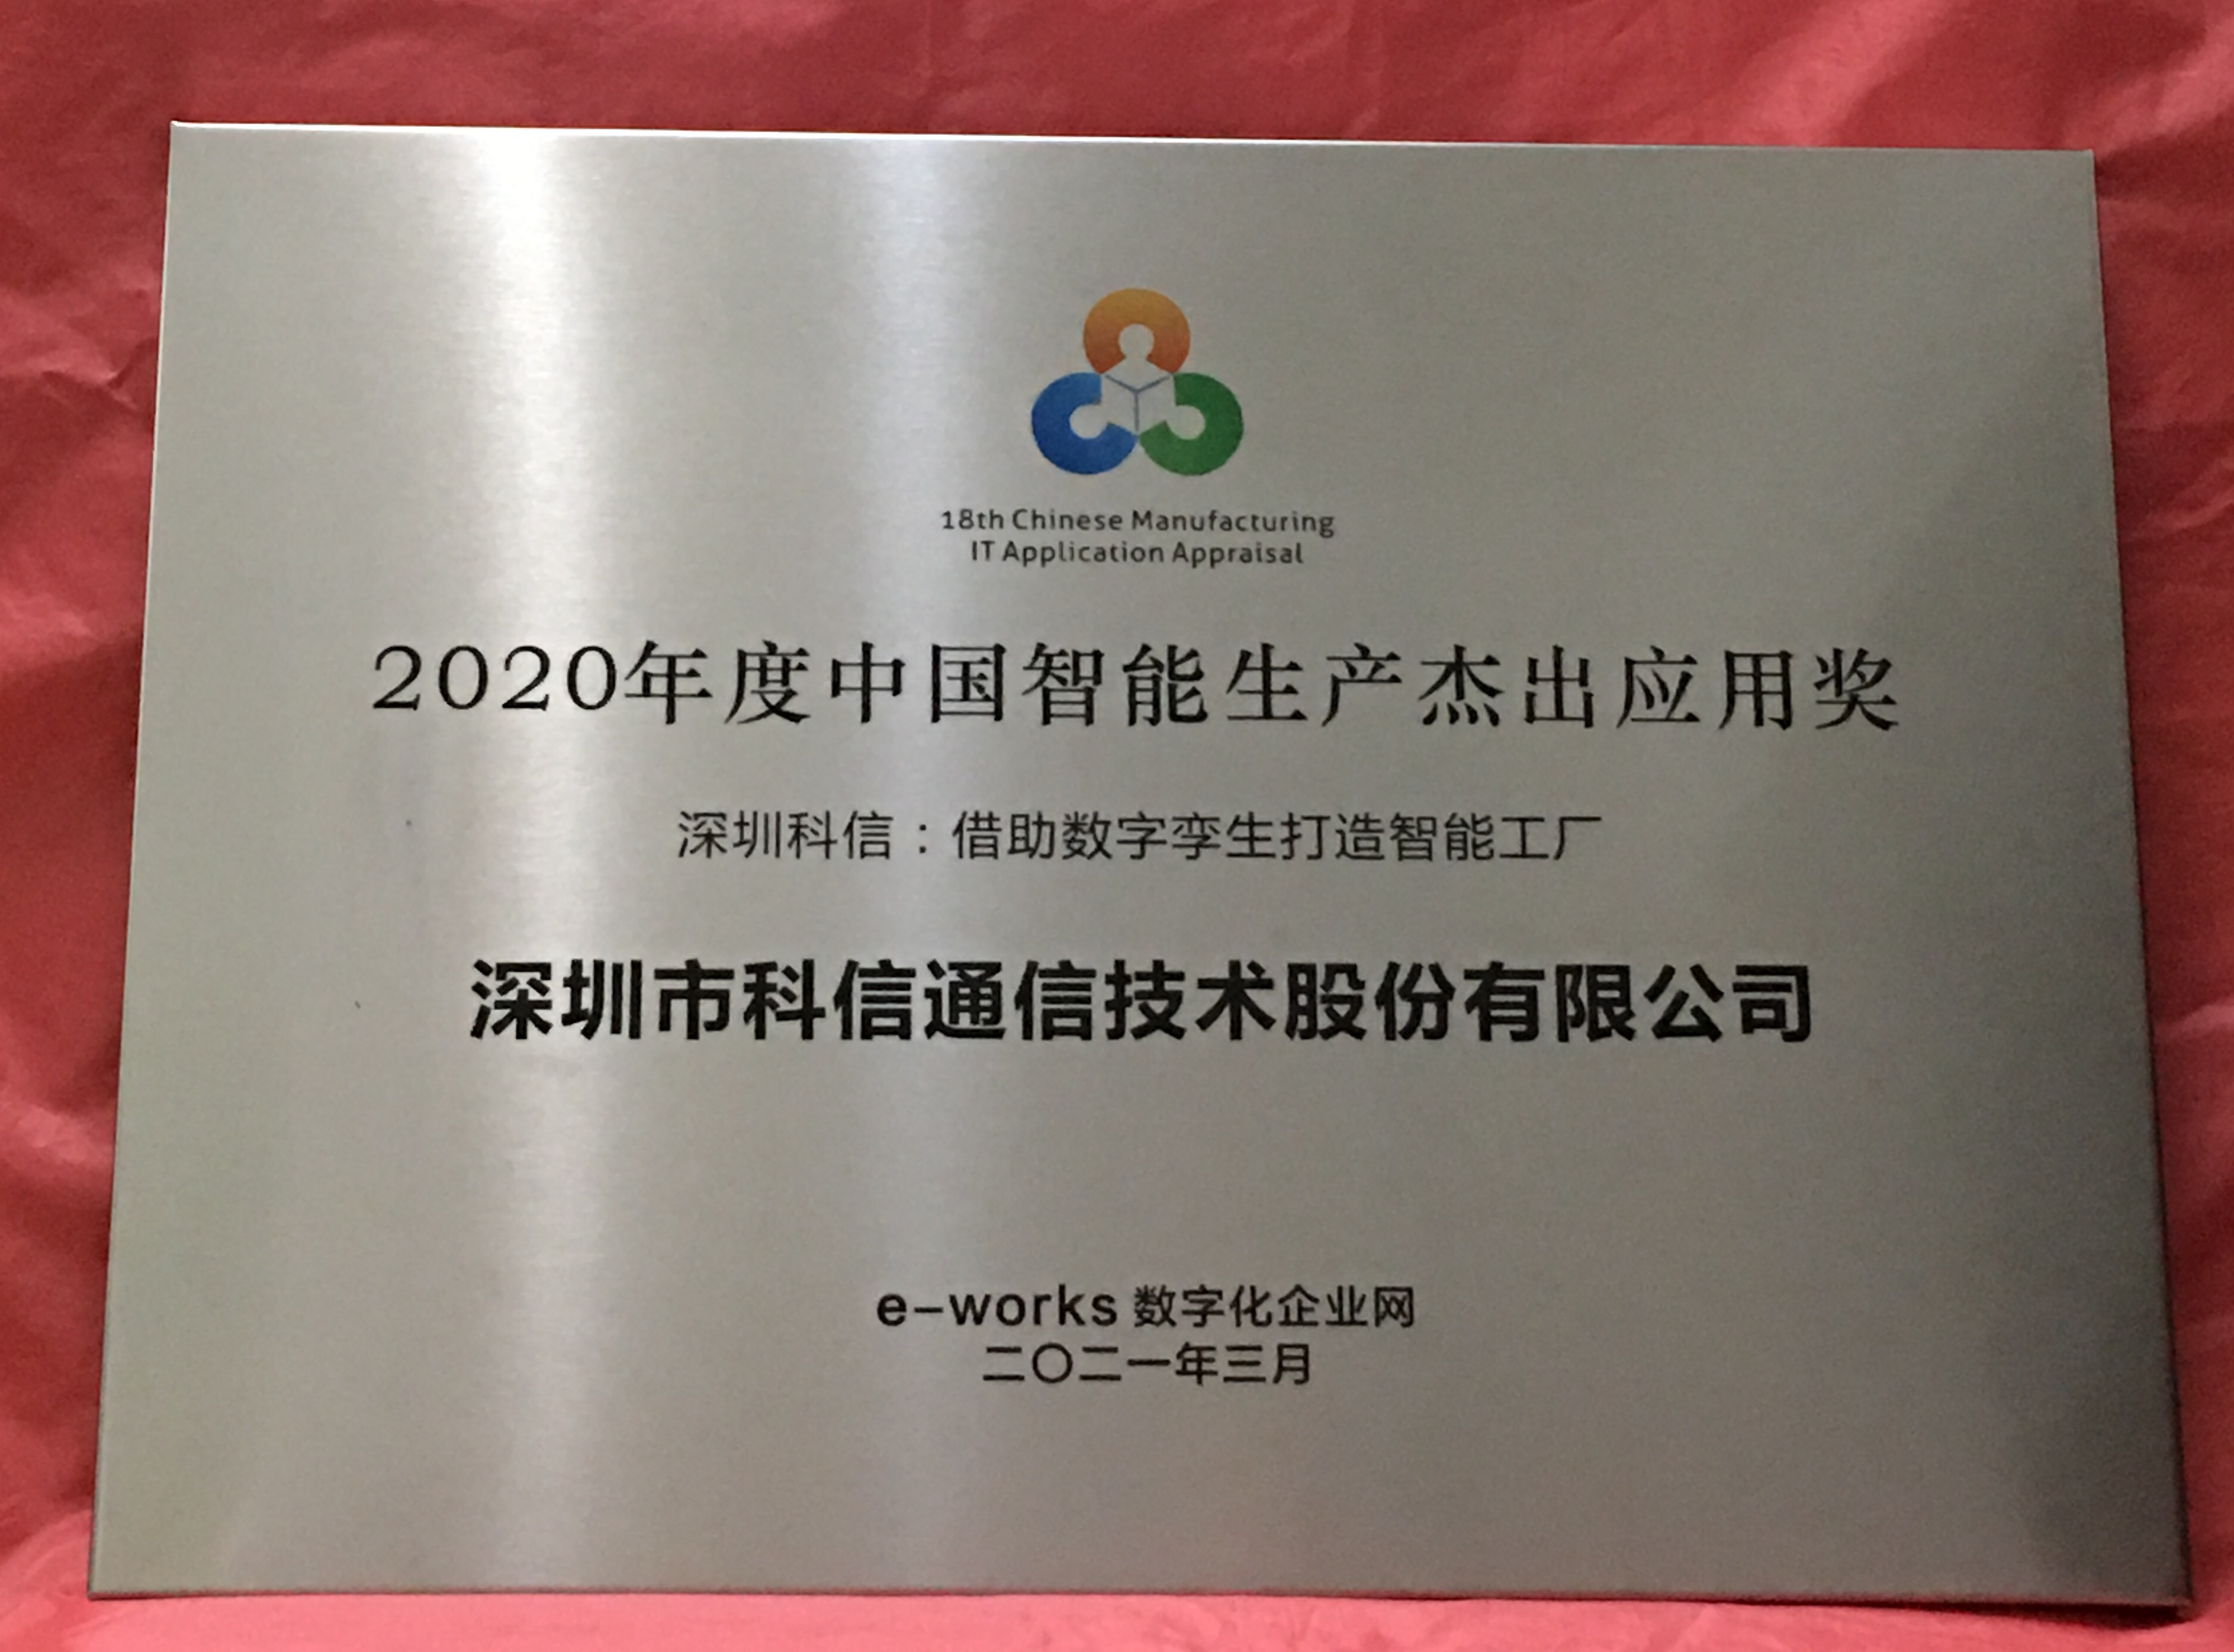 18th Chinese Manufacturing
IT Application Appraisal
2020年度中国智能生产杰出应用奖
深圳科信：借助数字孪生打造智能工厂
深圳市科信通信技术股份有限公司
e-works 数字化企业网
二〇二一年三月